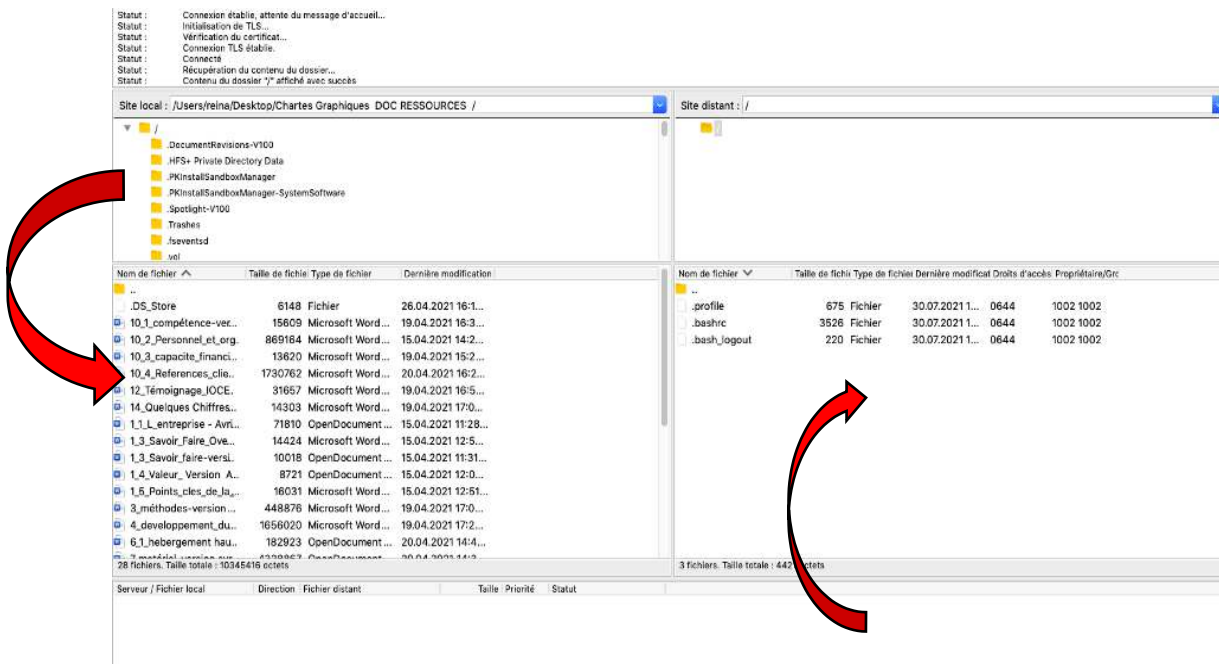 Statut : Connexion établie, attente du message d'accueil...
Statut : Initialisation de TLS...
Statut : Vérification du certificat...
Statut : Connexion TLS établie.
Statut : Connecté
Statut : Récupération du contenu du dossier...
Statut : Contenu du dossier "/" affiché avec succès
Site local : /Users/reina/Desktop/Chartes Graphiques DOC RESSOURCES /
/
.DocumentRevisions-V100
.HFS+ Private Directory Data
.PKInstallSandboxManager
.PKInstallSandboxManager-SystemSoftware
.Spotlight-V100
.Trashes
.fseventsd
.vol
Site distant : /
/
Nom de fichier Taille de fichie Type de fichier Dernière modification
..
.DS_Store 6148 Fichier 26.04.2021 16:1...
10_1_compétence-ver... 15609 Microsoft Word... 19.04.2021 16:3...
10_2_Personnel_et_org.. 869164 Microsoft Word... 15.04.2021 14:2...
10_3_capacite_financi... 13620 Microsoft Word... 19.04.2021 15:2...
10_4_References_clie.. 1730762 Microsoft Word... 20.04.2021 16:2...
12_Témoignage_IOCE. 31657 Microsoft Word... 19.04.2021 16:5...
14_Quelques Chiffres... 14303 Microsoft Word... 19.04.2021 17:0...
1_1_L_entreprise - Avri... 71810 OpenDocument ... 15.04.2021 11:28...
1_3_Savoir_Faire_Ove... 14424 Microsoft Word... 15.04.2021 12:5...
1_3_Savoir_faire-versi.. 10018 OpenDocument ... 15.04.2021 11:31...
1_4_Valeur_ Version A... 8721 OpenDocument ... 15.04.2021 12:0...
1_5_Points_cles_de_la_.. 16031 Microsoft Word... 15.04.2021 12:51...
3_méthodes-version ... 448876 Microsoft Word... 19.04.2021 17:0...
4_developpement_du... 1656020 Microsoft Word... 19.04.2021 17:2...
6_1_hebergement hau... 182923 OpenDocument ... 20.04.2021 14:4...
28 fichiers. Taille totale : 10345416 octets
Nom de fichier Taille de fichi Type de fichier Dernière modificat Droits d'accès Propriétaire/Grc
..
.profile 675 Fichier 30.07.2021 1... 0644 1002 1002
.bashrc 3526 Fichier 30.07.2021 1... 0644 1002 1002
.bash_logout 220 Fichier 30.07.2021 1... 0644 1002 1002
3 fichiers. Taille totale : 442 octets
Serveur / Fichier local Direction Fichier distant Taille Priorité Statut